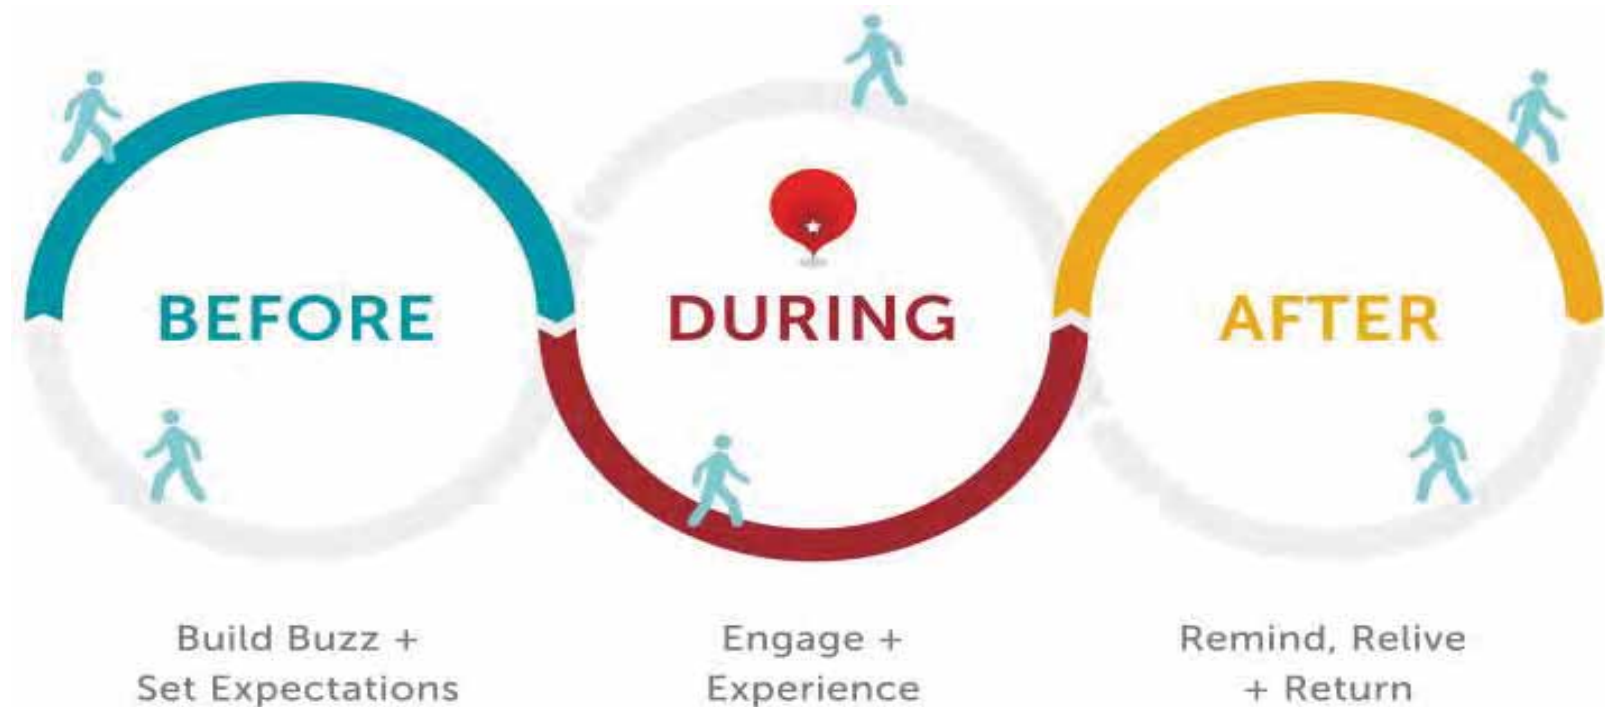 BEFORE
DURING
AFTER
Build Buzz +
Set Expectations
Engage +
Experience
Remind, Relive
+ Return